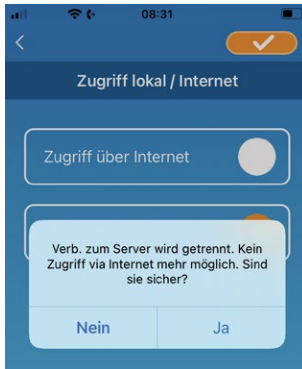 08:31
Zugriff lokal / Internet
Zugriff über Internet
Verb. zum Server wird getrennt. Kein
Zugriff via Internet mehr möglich. Sind
sie sicher?
Nein
Ja